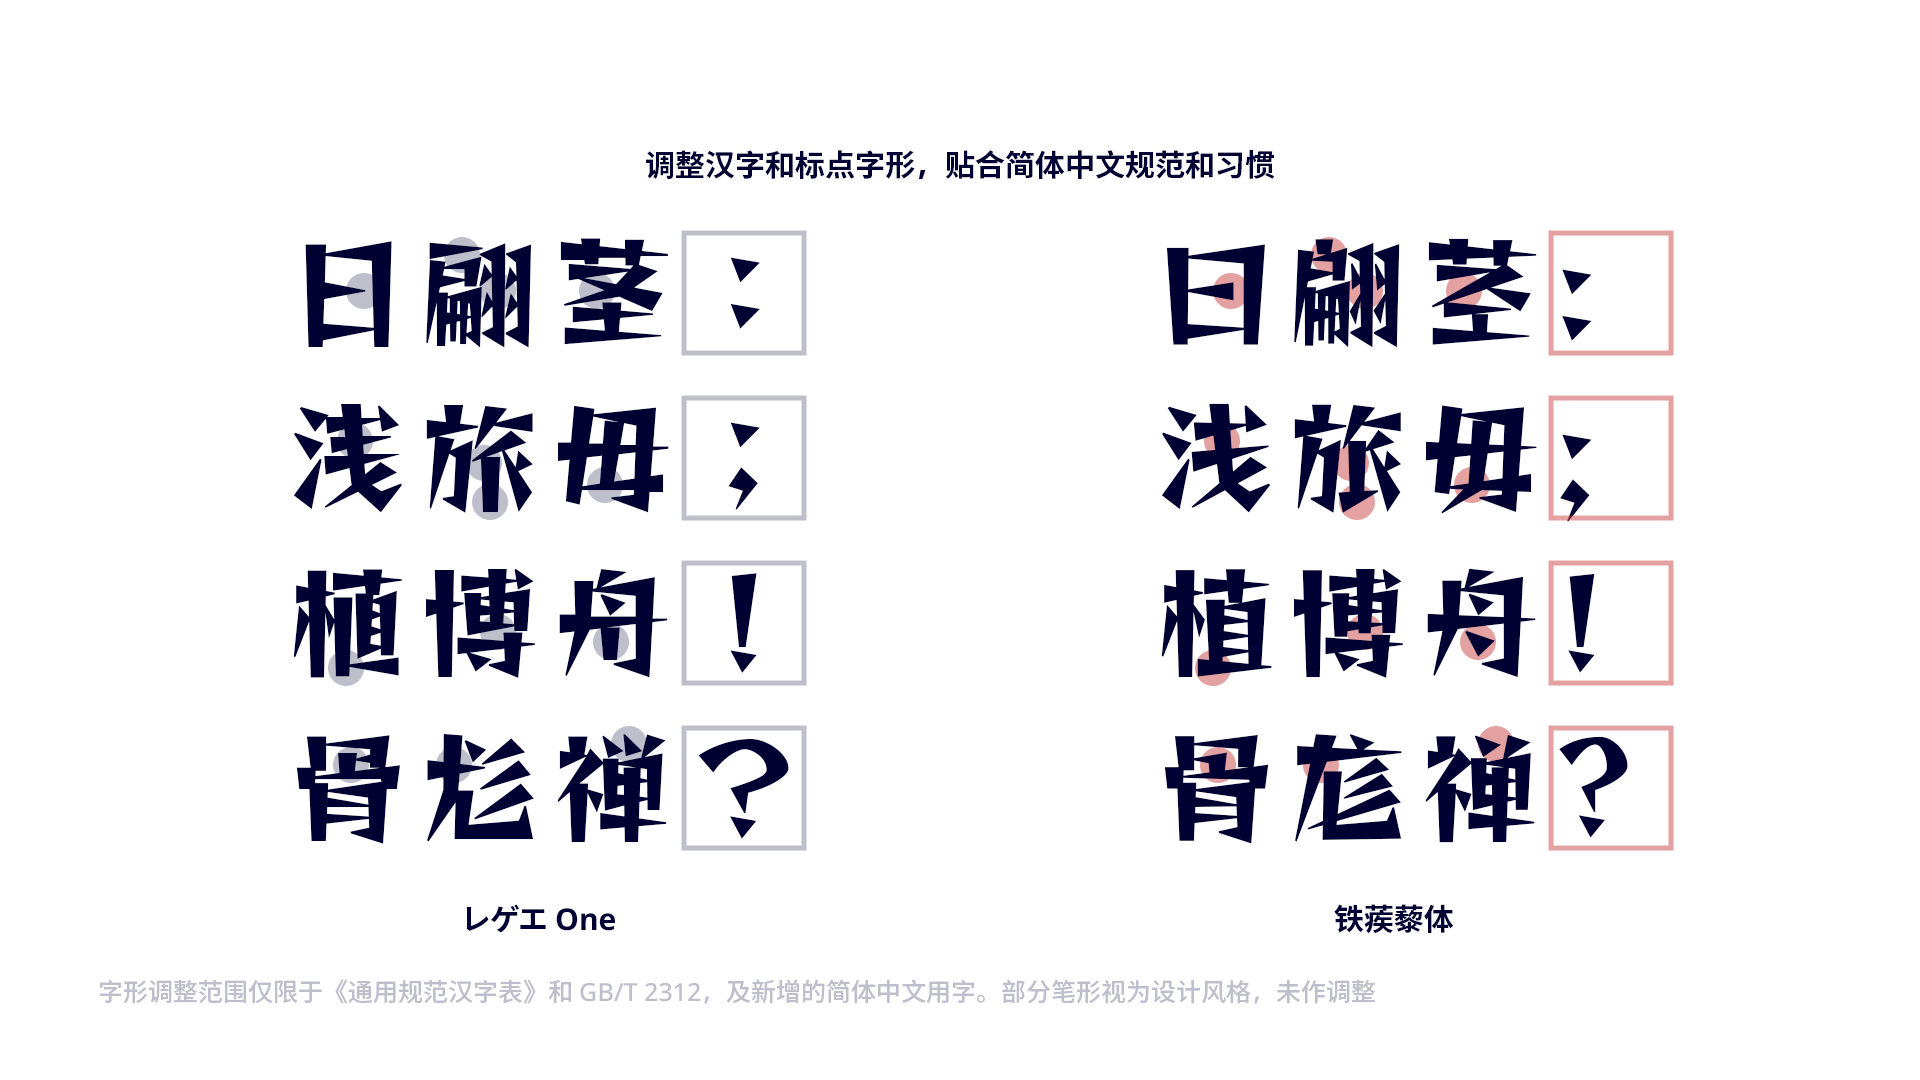 调整汉字和标点字形，贴合简体中文规范和习惯
日翩茎：
浅旅毋；
植博舟！
骨尨禅？
レゲエ One
日翩茎：
浅旅毋；
植博舟！
骨尨禅？
铁蒺藜体
字形调整范围仅限于《通用规范汉字表》和 GB/T 2312，及新增的简体中文用字。部分笔形视为设计风格，未作调整